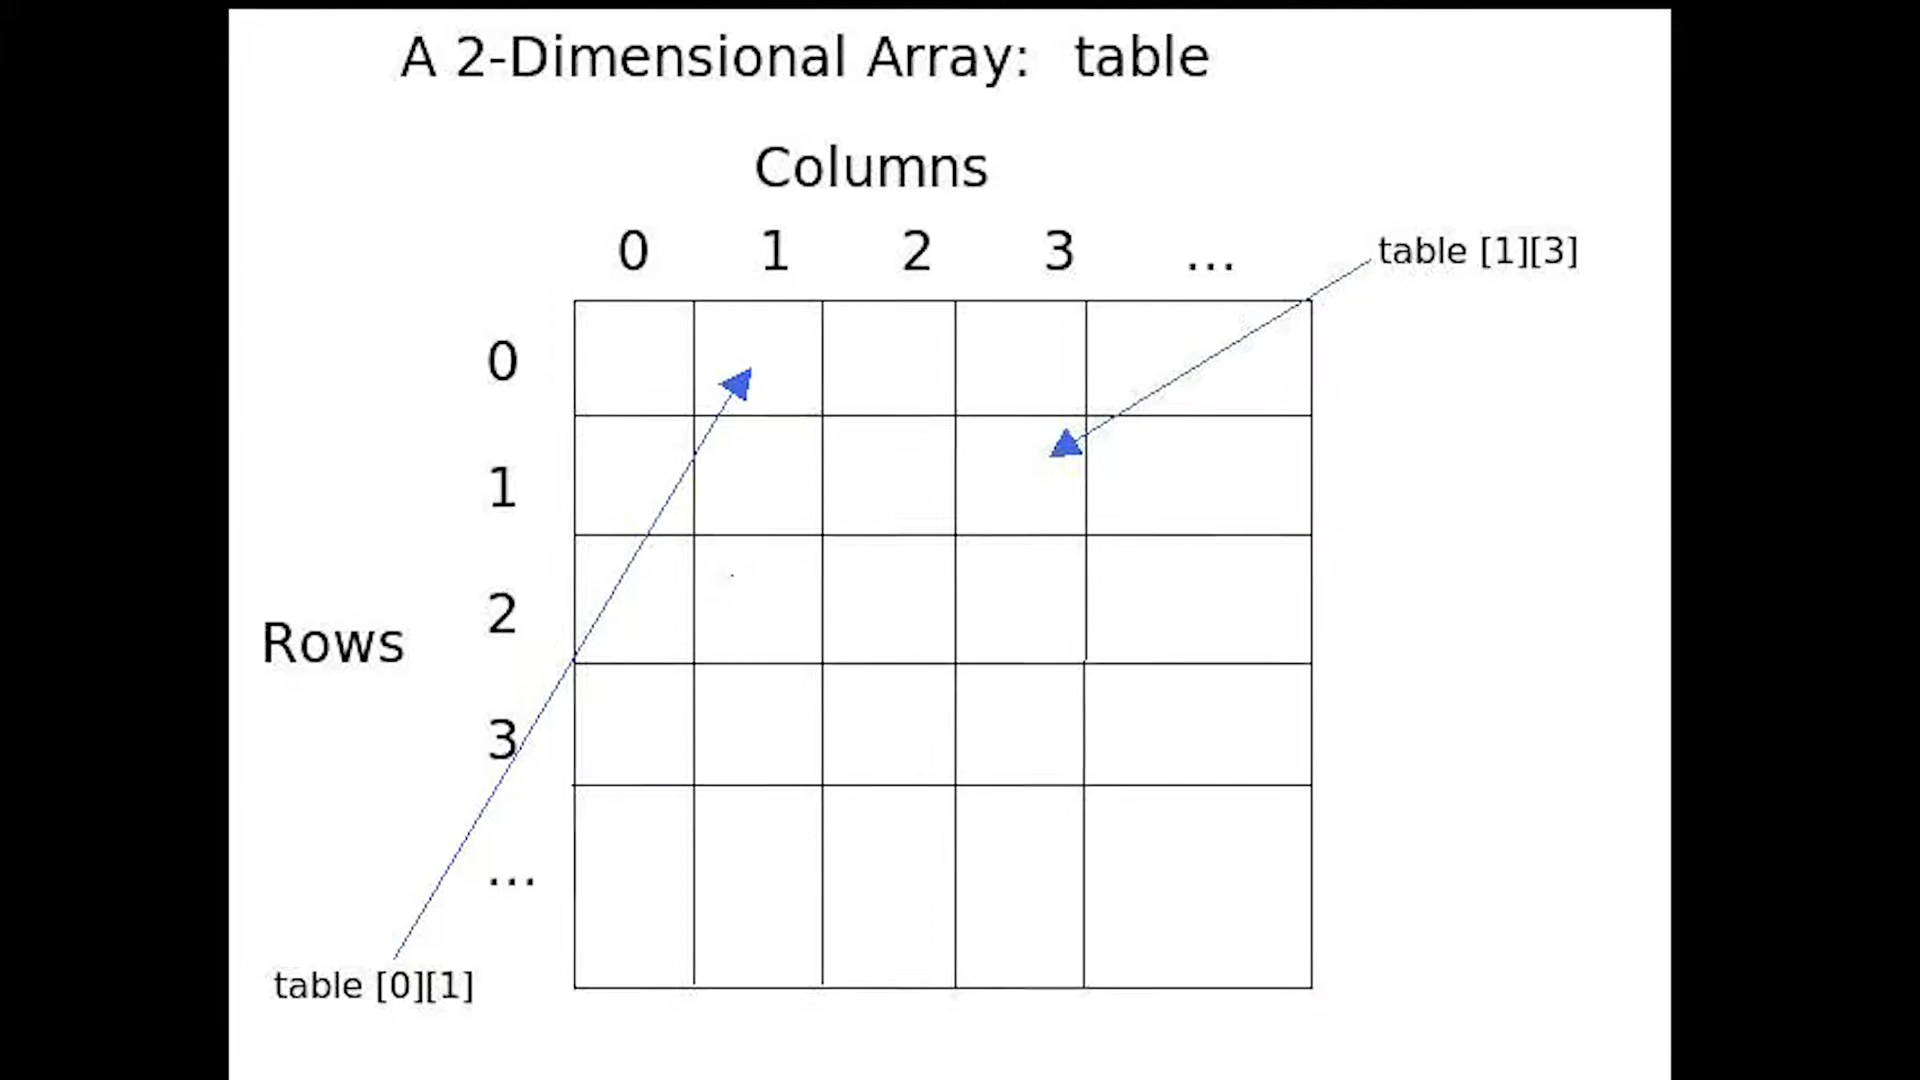 A 2-Dimensional Array: table
Columns
0 1 2 3 ...
table [1][3]
0
1
2
Rows
3
...
table [0][1]